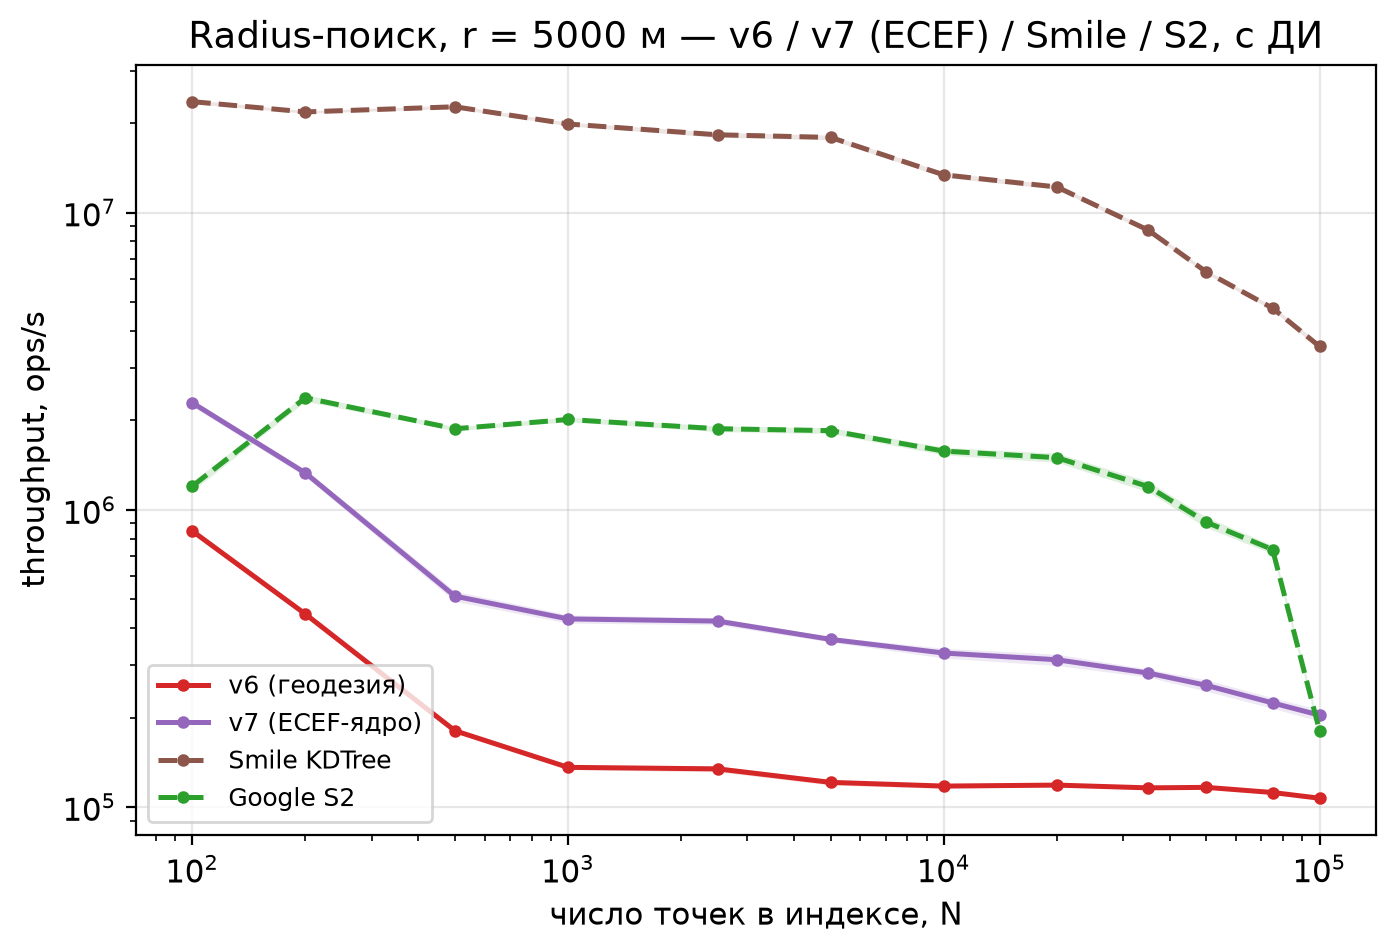 Radius-поиск, r = 5000 м — v6 / v7 (ECEF) / Smile / S2, с ДИ
throughput, ops/s
10⁷
10⁶
10⁵
v6 (геодезия)
v7 (ECEF-ядро)
Smile KDTree
Google S2
10² 10³ 10⁴ 10⁵
число точек в индексе, N